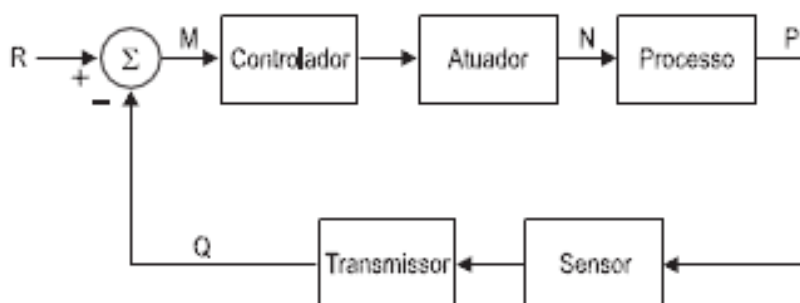 R
+
−
Σ
M
Controlador
Atuador
N
Processo
P
Q
Transmissor
Sensor